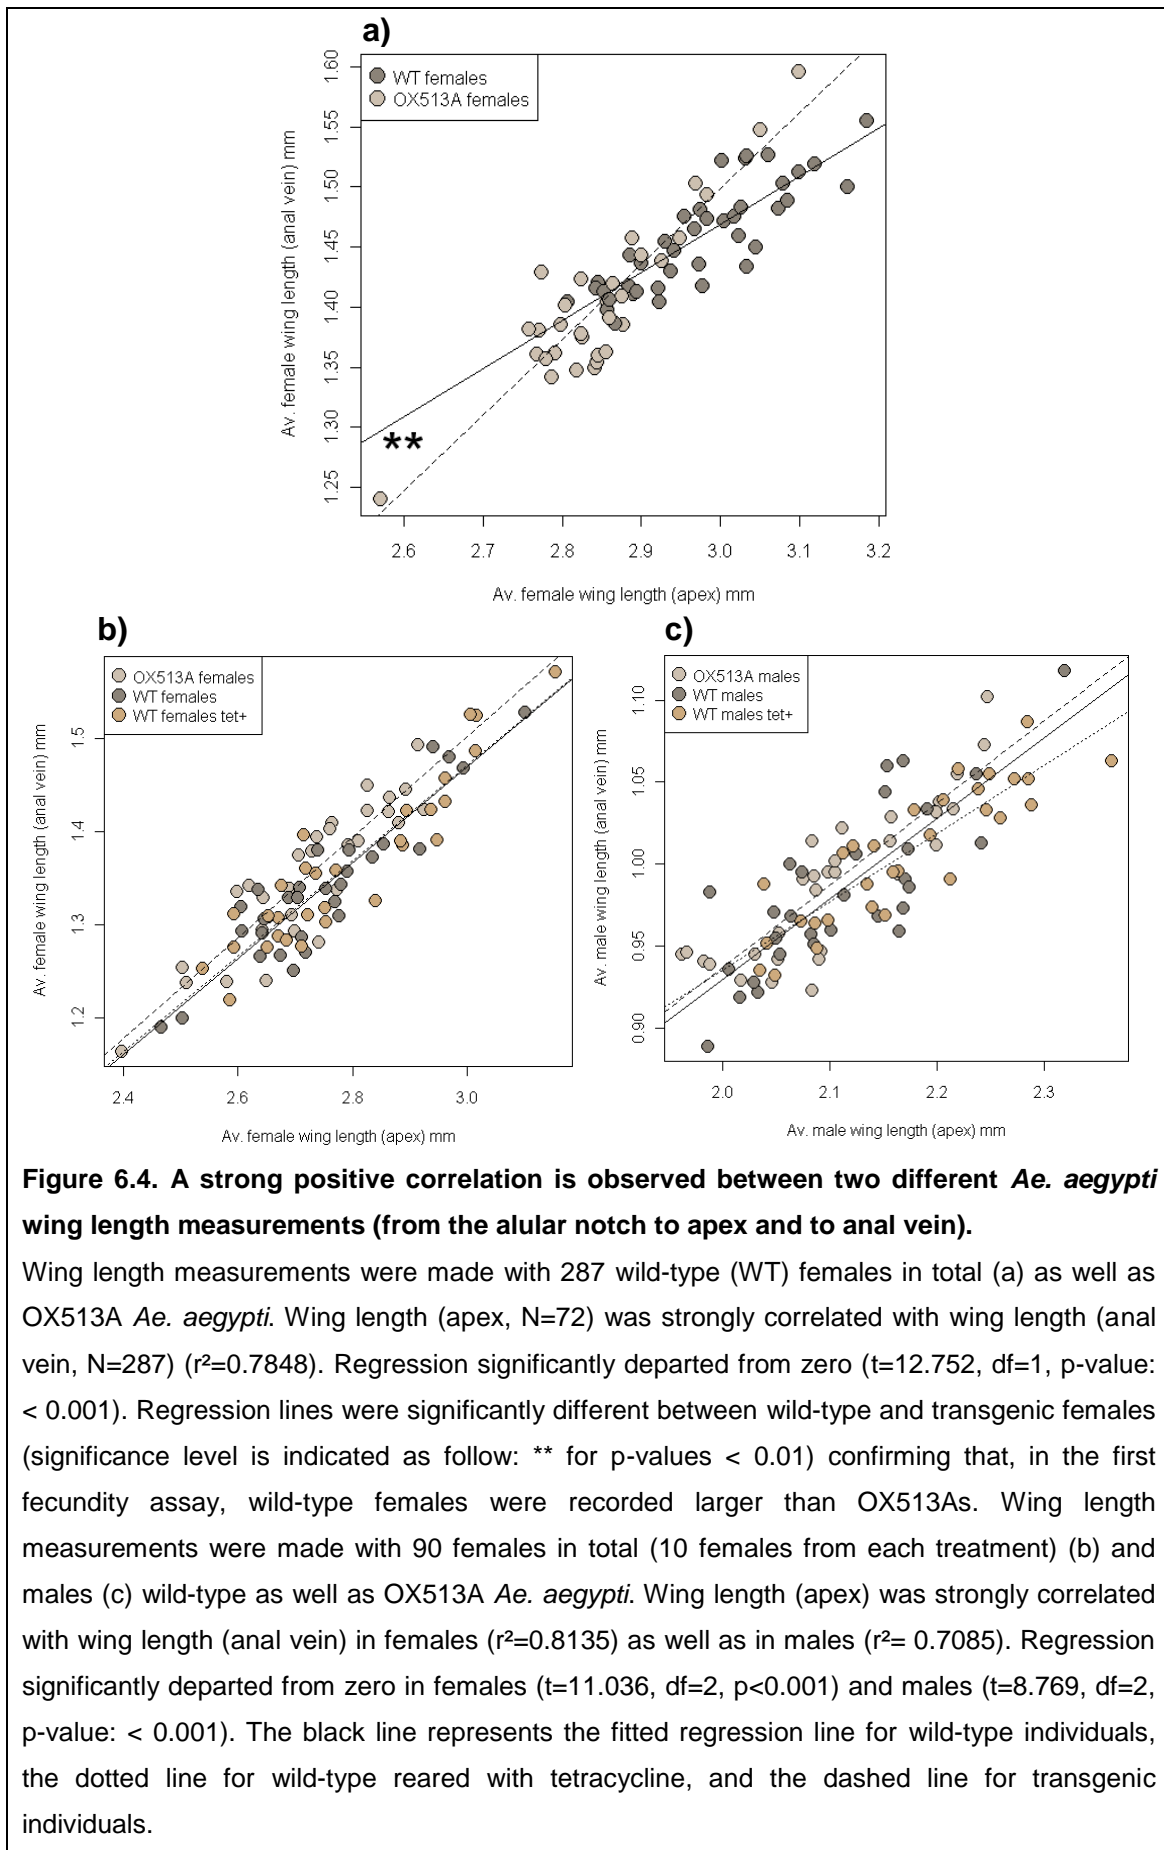 a)
WT females
OX513A females
Av. female wing length (anal vein) mm
1.60
1.55
1.50
1.45
1.40
1.35
1.30
1.25
**
2.6 2.7 2.8 2.9 3.0 3.1 3.2
Av. female wing length (apex) mm
b)
OX513A females
WT females
WT females tet+
Av. female wing length (anal vein) mm
1.5
1.4
1.3
1.2
2.4 2.6 2.8 3.0
Av. female wing length (apex) mm
c)
OX513A males
WT males
WT males tet+
Av. male wing length (anal vein) mm
1.10
1.05
1.00
0.95
0.90
2.0 2.1 2.2 2.3
Av. male wing length (apex) mm
Figure 6.4. A strong positive correlation is observed between two different Ae. aegypti
wing length measurements (from the alular notch to apex and to anal vein).
Wing length measurements were made with 287 wild-type (WT) females in total (a) as well as
OX513A Ae. aegypti. Wing length (apex, N=72) was strongly correlated with wing length (anal
vein, N=287) (r²=0.7848). Regression significantly departed from zero (t=12.752, df=1, p-value:
< 0.001). Regression lines were significantly different between wild-type and transgenic females
(significance level is indicated as follow: ** for p-values < 0.01) confirming that, in the first
fecundity assay, wild-type females were recorded larger than OX513As. Wing length
measurements were made with 90 females in total (10 females from each treatment) (b) and
males (c) wild-type as well as OX513A Ae. aegypti. Wing length (apex) was strongly correlated
with wing length (anal vein) in females (r²=0.8135) as well as in males (r²= 0.7085). Regression
significantly departed from zero in females (t=11.036, df=2, p<0.001) and males (t=8.769, df=2,
p-value: < 0.001). The black line represents the fitted regression line for wild-type individuals,
the dotted line for wild-type reared with tetracycline, and the dashed line for transgenic
individuals.